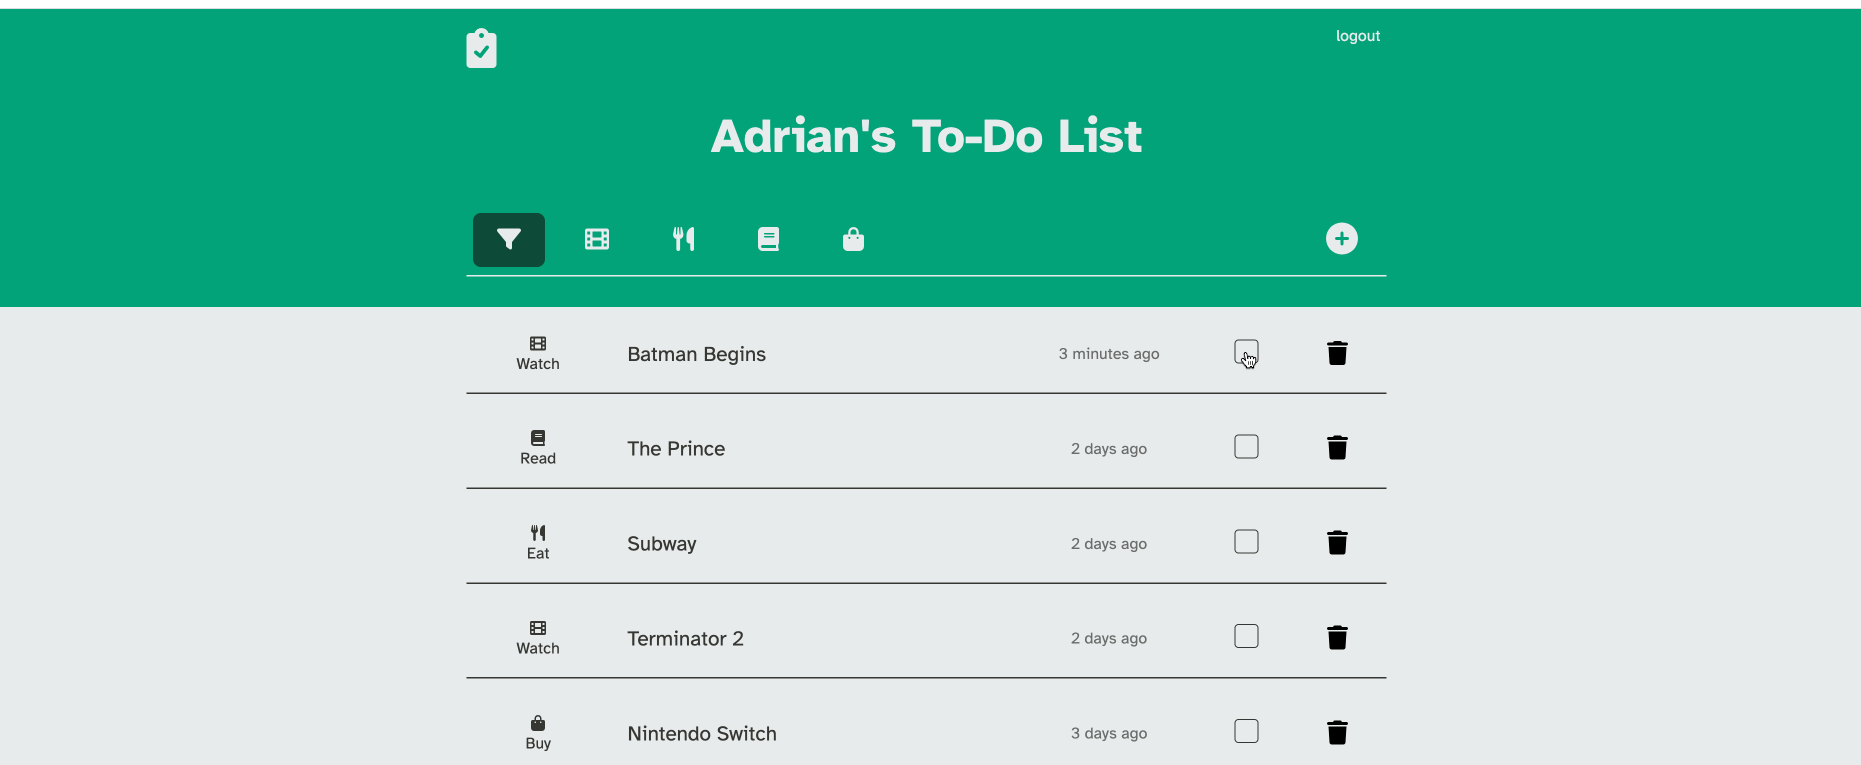 logout
Adrian's To-Do List
Watch
Batman Begins
3 minutes ago
Read
The Prince
2 days ago
Eat
Subway
2 days ago
Watch
Terminator 2
2 days ago
Buy
Nintendo Switch
3 days ago